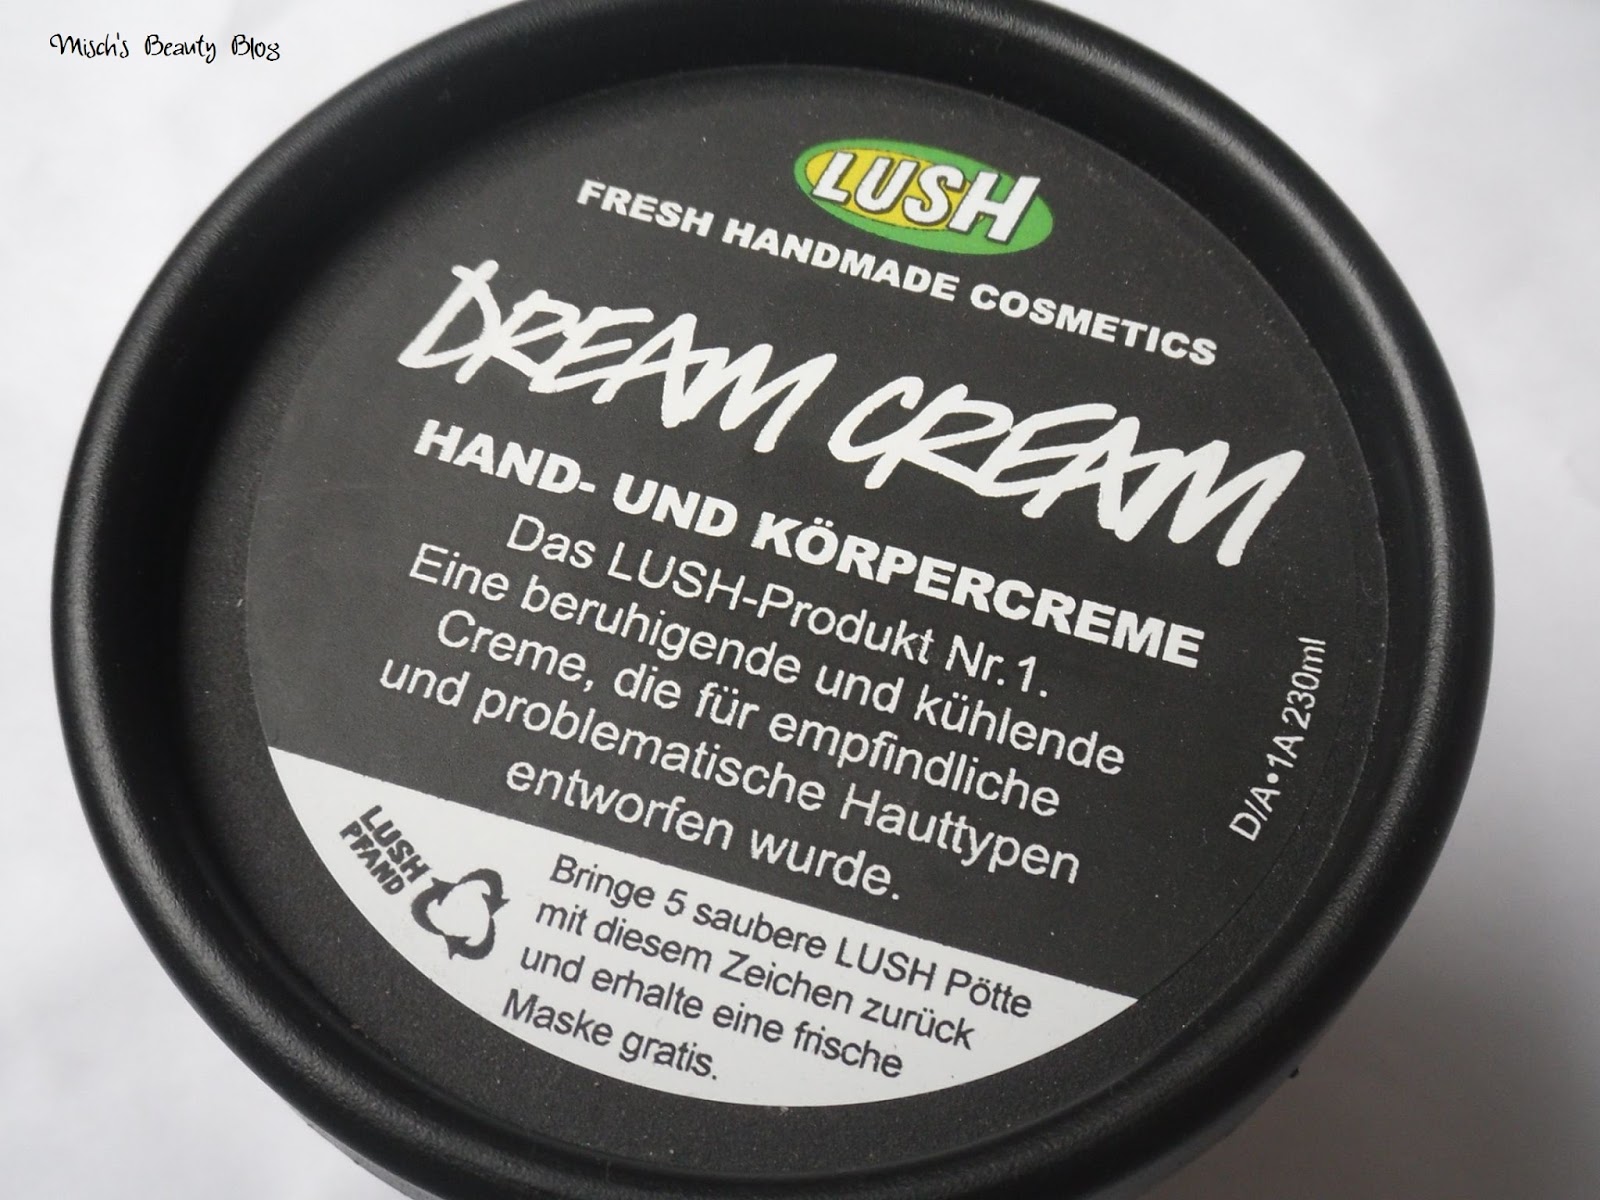 Misch's Beauty Blog
LUSH
FRESH HANDMADE COSMETICS
DREAM CREAM
HAND- UND KÖRPERCREME
Das LUSH-Produkt Nr. 1.
Eine beruhigende und kühlende
Creme, die für empfindliche
und problematische Hauttypen
entworfen wurde.
D/A•1A 230ml
LUSH
PFAND
Bringe 5 saubere LUSH Pötte
mit diesem Zeichen zurück
und erhalte eine frische
Maske gratis.